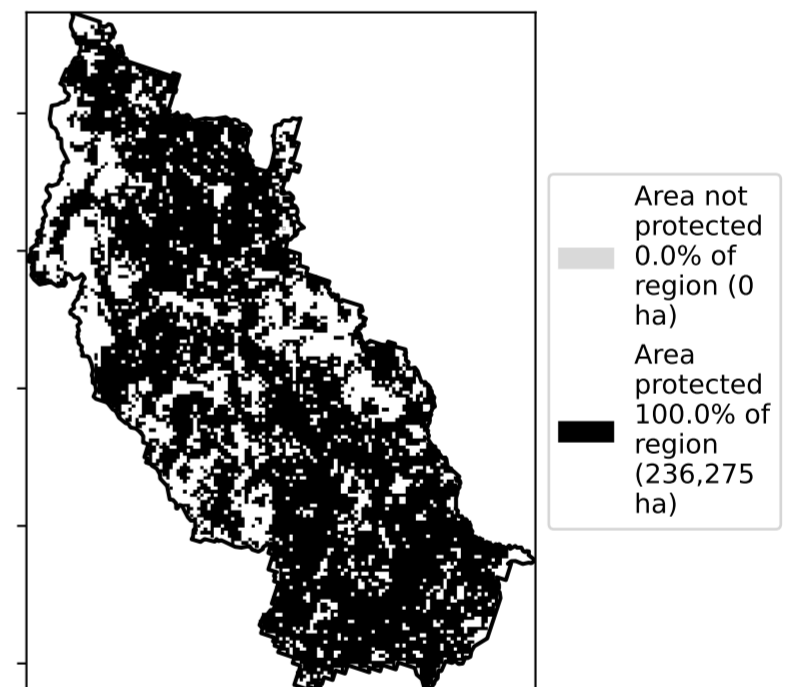 Area not
protected
0.0% of
region (0
ha)
Area
protected
100.0% of
region
(236,275
ha)